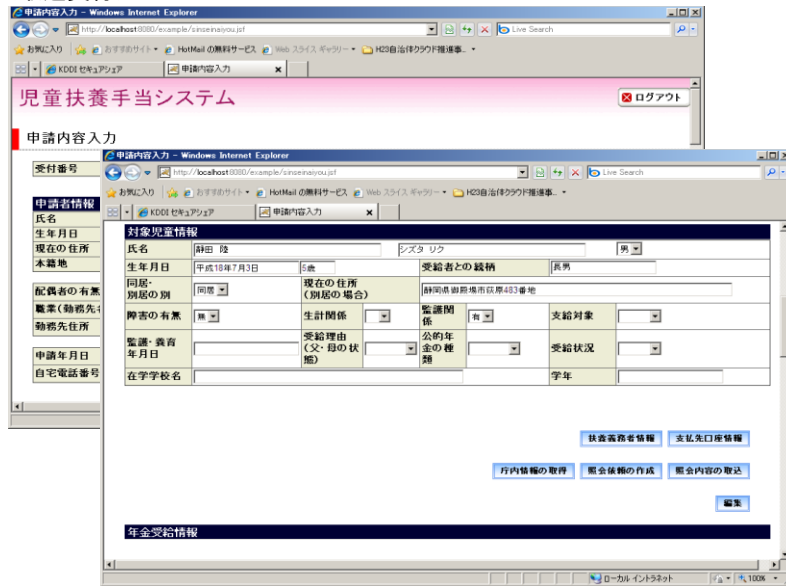 申請内容入力 - Windows Internet Explorer
http://localhost:8080/example/sinseinaiyou.jsf
Live Search
お気に入り おすすめサイト HotMail の無料サービス Web スライス ギャラリー H23自治体クラウド推進事...
KDDI セキュアシェア 申請内容入力
児童扶養手当システム
ログアウト
申請内容入力
受付番号
申請者情報
氏名
生年月日
現在の住所
本籍地
配偶者の有無
職業(勤務先
勤務先住所
申請年月日
自宅電話番号
申請内容入力 - Windows Internet Explorer
http://localhost:8080/example/sinseinaiyou.jsf
Live Search
お気に入り おすすめサイト HotMail の無料サービス Web スライス ギャラリー H23自治体クラウド推進事...
KDDI セキュアシェア 申請内容入力
対象児童情報
氏名 静田 陸 シズタ リク 男
生年月日 平成18年7月3日 5歳 受給者との続柄 長男
同居・別居の別 同居 現在の住所(別居の場合) 静岡県御殿場市荻原483番地
障害の有無 無 生計関係 監護関係 有 支給対象
監護・養育年月日 受給理由(父・母の状態) 公的年金の種類 受給状況
在学学校名 学年
扶養義務者情報 支払先口座情報
庁内情報の取得 照会依頼の作成 照会内容の取込
編集
年金受給情報
ローカル イントラネット 100%